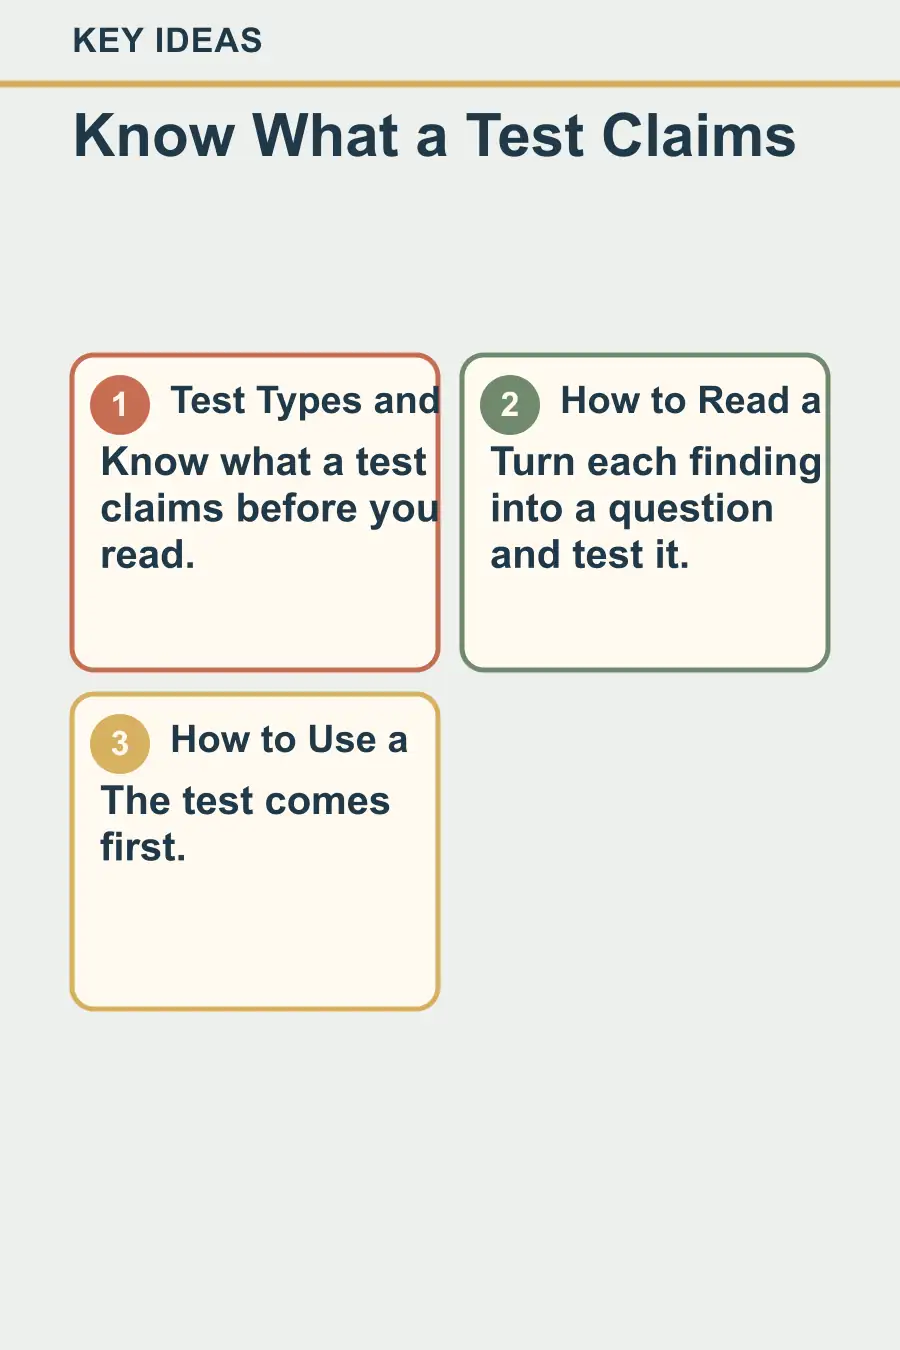 KEY IDEAS
Know What a Test Claims
1
Test Types and
Know what a test
claims before you
read.
2
How to Read a
Turn each finding
into a question
and test it.
3
How to Use a
The test comes
first.